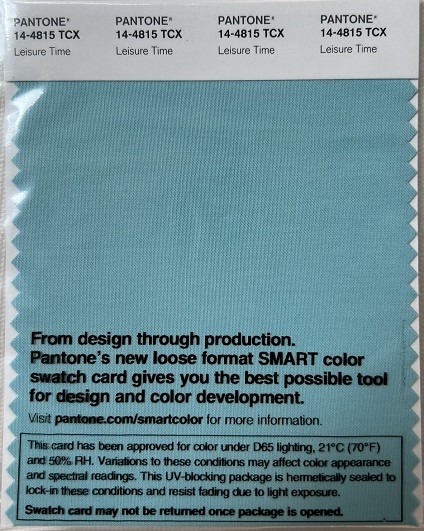 PANTONE® PANTONE® PANTONE® PANTONE®
14-4815 TCX 14-4815 TCX 14-4815 TCX 14-4815 TCX
Leisure Time Leisure Time Leisure Time Leisure Time
From design through production.
Pantone's new loose format SMART color
swatch card gives you the best possible tool
for design and color development.
Visit pantone.com/smartcolor for more information.
This card has been approved for color under D65 lighting, 21°C (70°F)
and 50% RH. Variations to these conditions may affect color appearance
and spectral readings. This UV-blocking package is hermetically sealed to
lock-in these conditions and resist fading due to light exposure.
Swatch card may not be returned once package is opened.